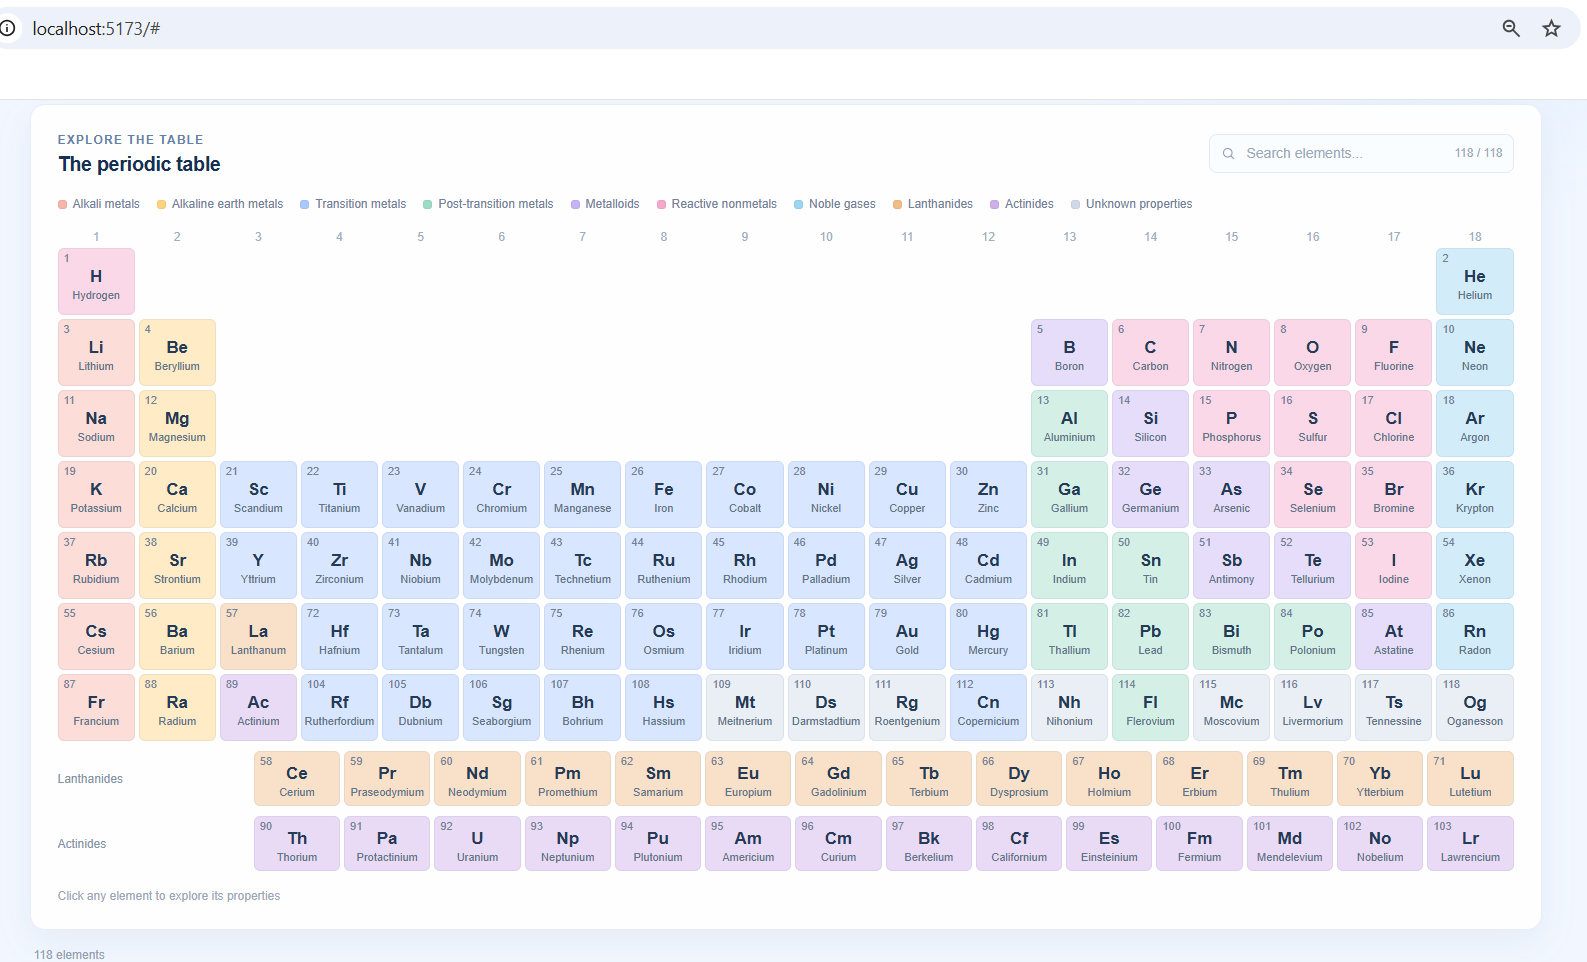 localhost:5173/#
EXPLORE THE TABLE
The periodic table
Search elements... 118 / 118
Alkali metals Alkaline earth metals Transition metals Post-transition metals Metalloids Reactive nonmetals Noble gases Lanthanides Actinides Unknown properties
1 2 3 4 5 6 7 8 9 10 11 12 13 14 15 16 17 18
1 2
H He
Hydrogen Helium
3 4 5 6 7 8 9 10
Li Be B C N O F Ne
Lithium Beryllium Boron Carbon Nitrogen Oxygen Fluorine Neon
11 12 13 14 15 16 17 18
Na Mg Al Si P S Cl Ar
Sodium Magnesium Aluminium Silicon Phosphorus Sulfur Chlorine Argon
19 20 21 22 23 24 25 26 27 28 29 30 31 32 33 34 35 36
K Ca Sc Ti V Cr Mn Fe Co Ni Cu Zn Ga Ge As Se Br Kr
Potassium Calcium Scandium Titanium Vanadium Chromium Manganese Iron Cobalt Nickel Copper Zinc Gallium Germanium Arsenic Selenium Bromine Krypton
37 38 39 40 41 42 43 44 45 46 47 48 49 50 51 52 53 54
Rb Sr Y Zr Nb Mo Tc Ru Rh Pd Ag Cd In Sn Sb Te I Xe
Rubidium Strontium Yttrium Zirconium Niobium Molybdenum Technetium Ruthenium Rhodium Palladium Silver Cadmium Indium Tin Antimony Tellurium Iodine Xenon
55 56 57 72 73 74 75 76 77 78 79 80 81 82 83 84 85 86
Cs Ba La Hf Ta W Re Os Ir Pt Au Hg Tl Pb Bi Po At Rn
Cesium Barium Lanthanum Hafnium Tantalum Tungsten Rhenium Osmium Iridium Platinum Gold Mercury Thallium Lead Bismuth Polonium Astatine Radon
87 88 89 104 105 106 107 108 109 110 111 112 113 114 115 116 117 118
Fr Ra Ac Rf Db Sg Bh Hs Mt Ds Rg Cn Nh Fl Mc Lv Ts Og
Francium Radium Actinium Rutherfordium Dubnium Seaborgium Bohrium Hassium Meitnerium Darmstadtium Roentgenium Copernicium Nihonium Flerovium Moscovium Livermorium Tennessine Oganesson
58 59 60 61 62 63 64 65 66 67 68 69 70 71
Lanthanides Ce Pr Nd Pm Sm Eu Gd Tb Dy Ho Er Tm Yb Lu
Cerium Praseodymium Neodymium Promethium Samarium Europium Gadolinium Terbium Dysprosium Holmium Erbium Thulium Ytterbium Lutetium
90 91 92 93 94 95 96 97 98 99 100 101 102 103
Actinides Th Pa U Np Pu Am Cm Bk Cf Es Fm Md No Lr
Thorium Protactinium Uranium Neptunium Plutonium Americium Curium Berkelium Californium Einsteinium Fermium Mendelevium Nobelium Lawrencium
Click any element to explore its properties
118 elements